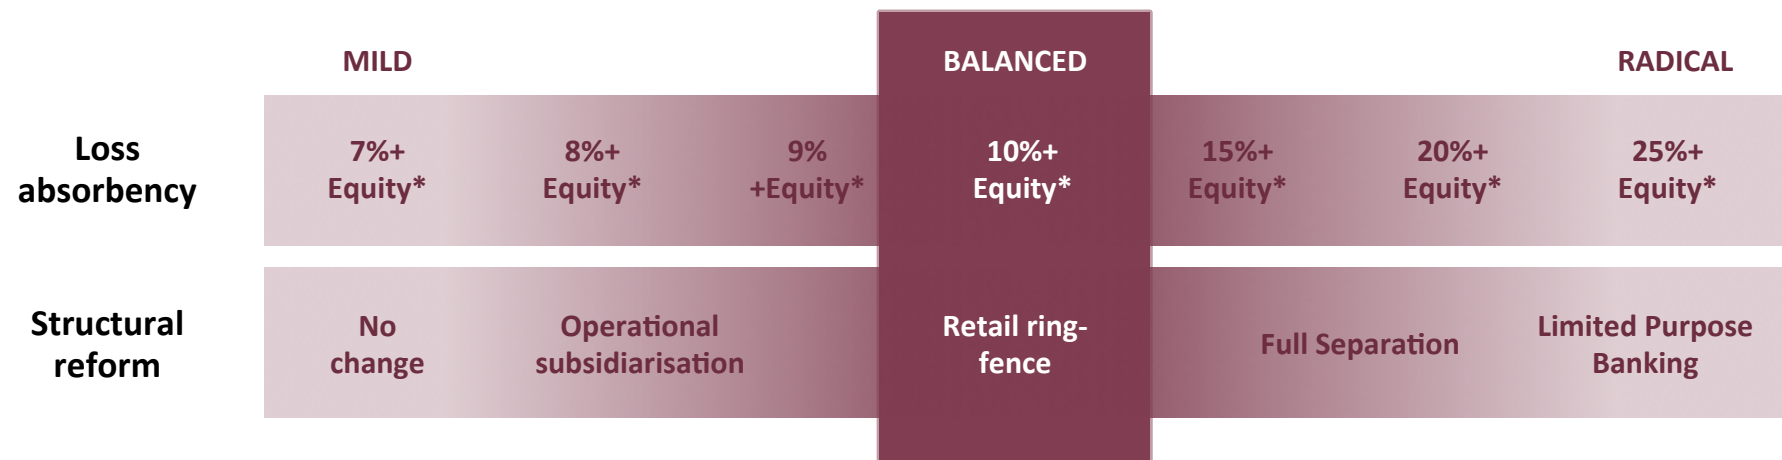 MILD
BALANCED
RADICAL
Loss
absorbency
7%+
Equity*
8%+
Equity*
9%
+Equity*
10%+
Equity*
15%+
Equity*
20%+
Equity*
25%+
Equity*
Structural
reform
No
change
Operational
subsidiarisation
Retail ring-
fence
Full Separation
Limited Purpose
Banking